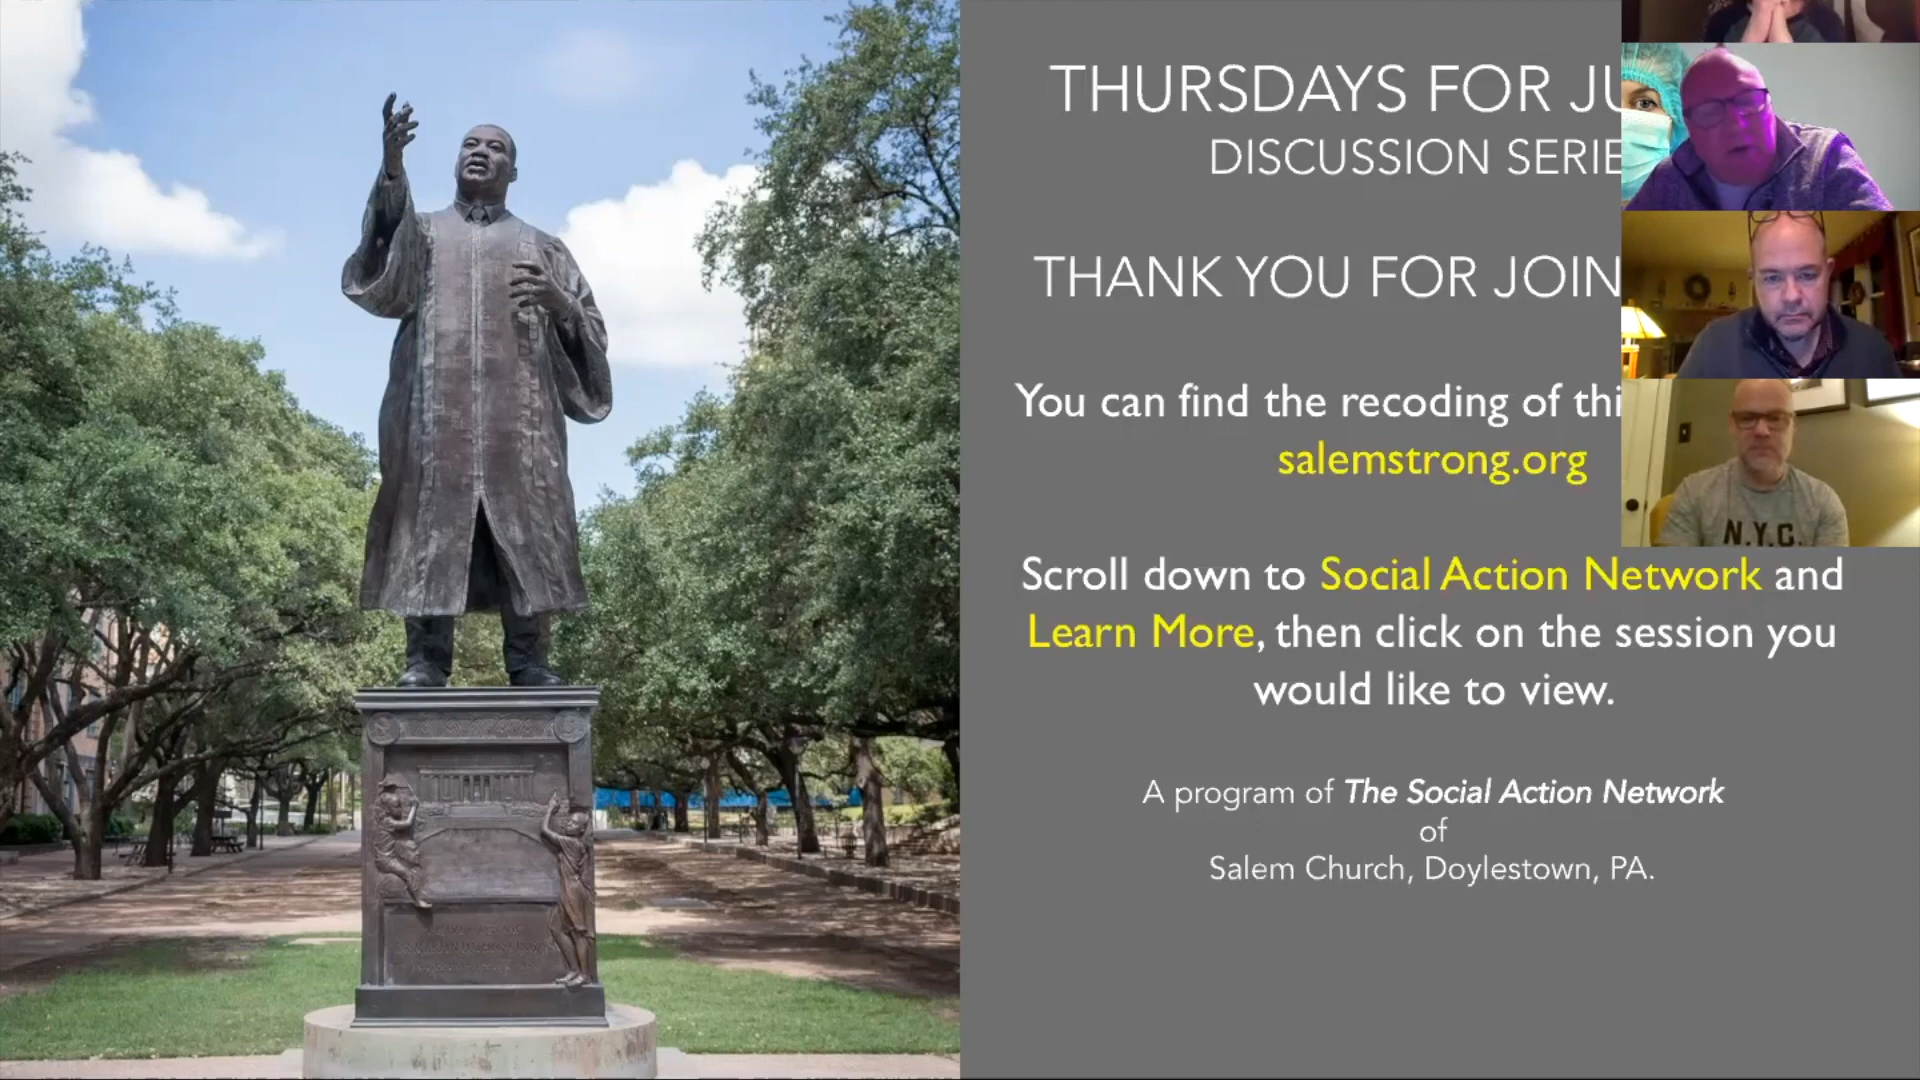 THURSDAYS FOR JU
DISCUSSION SERIE
THANK YOU FOR JOIN
You can find the recoding of thi
salemstrong.org
Scroll down to Social Action Network and
Learn More, then click on the session you
would like to view.
A program of The Social Action Network
of
Salem Church, Doylestown, PA.
N.Y.C.